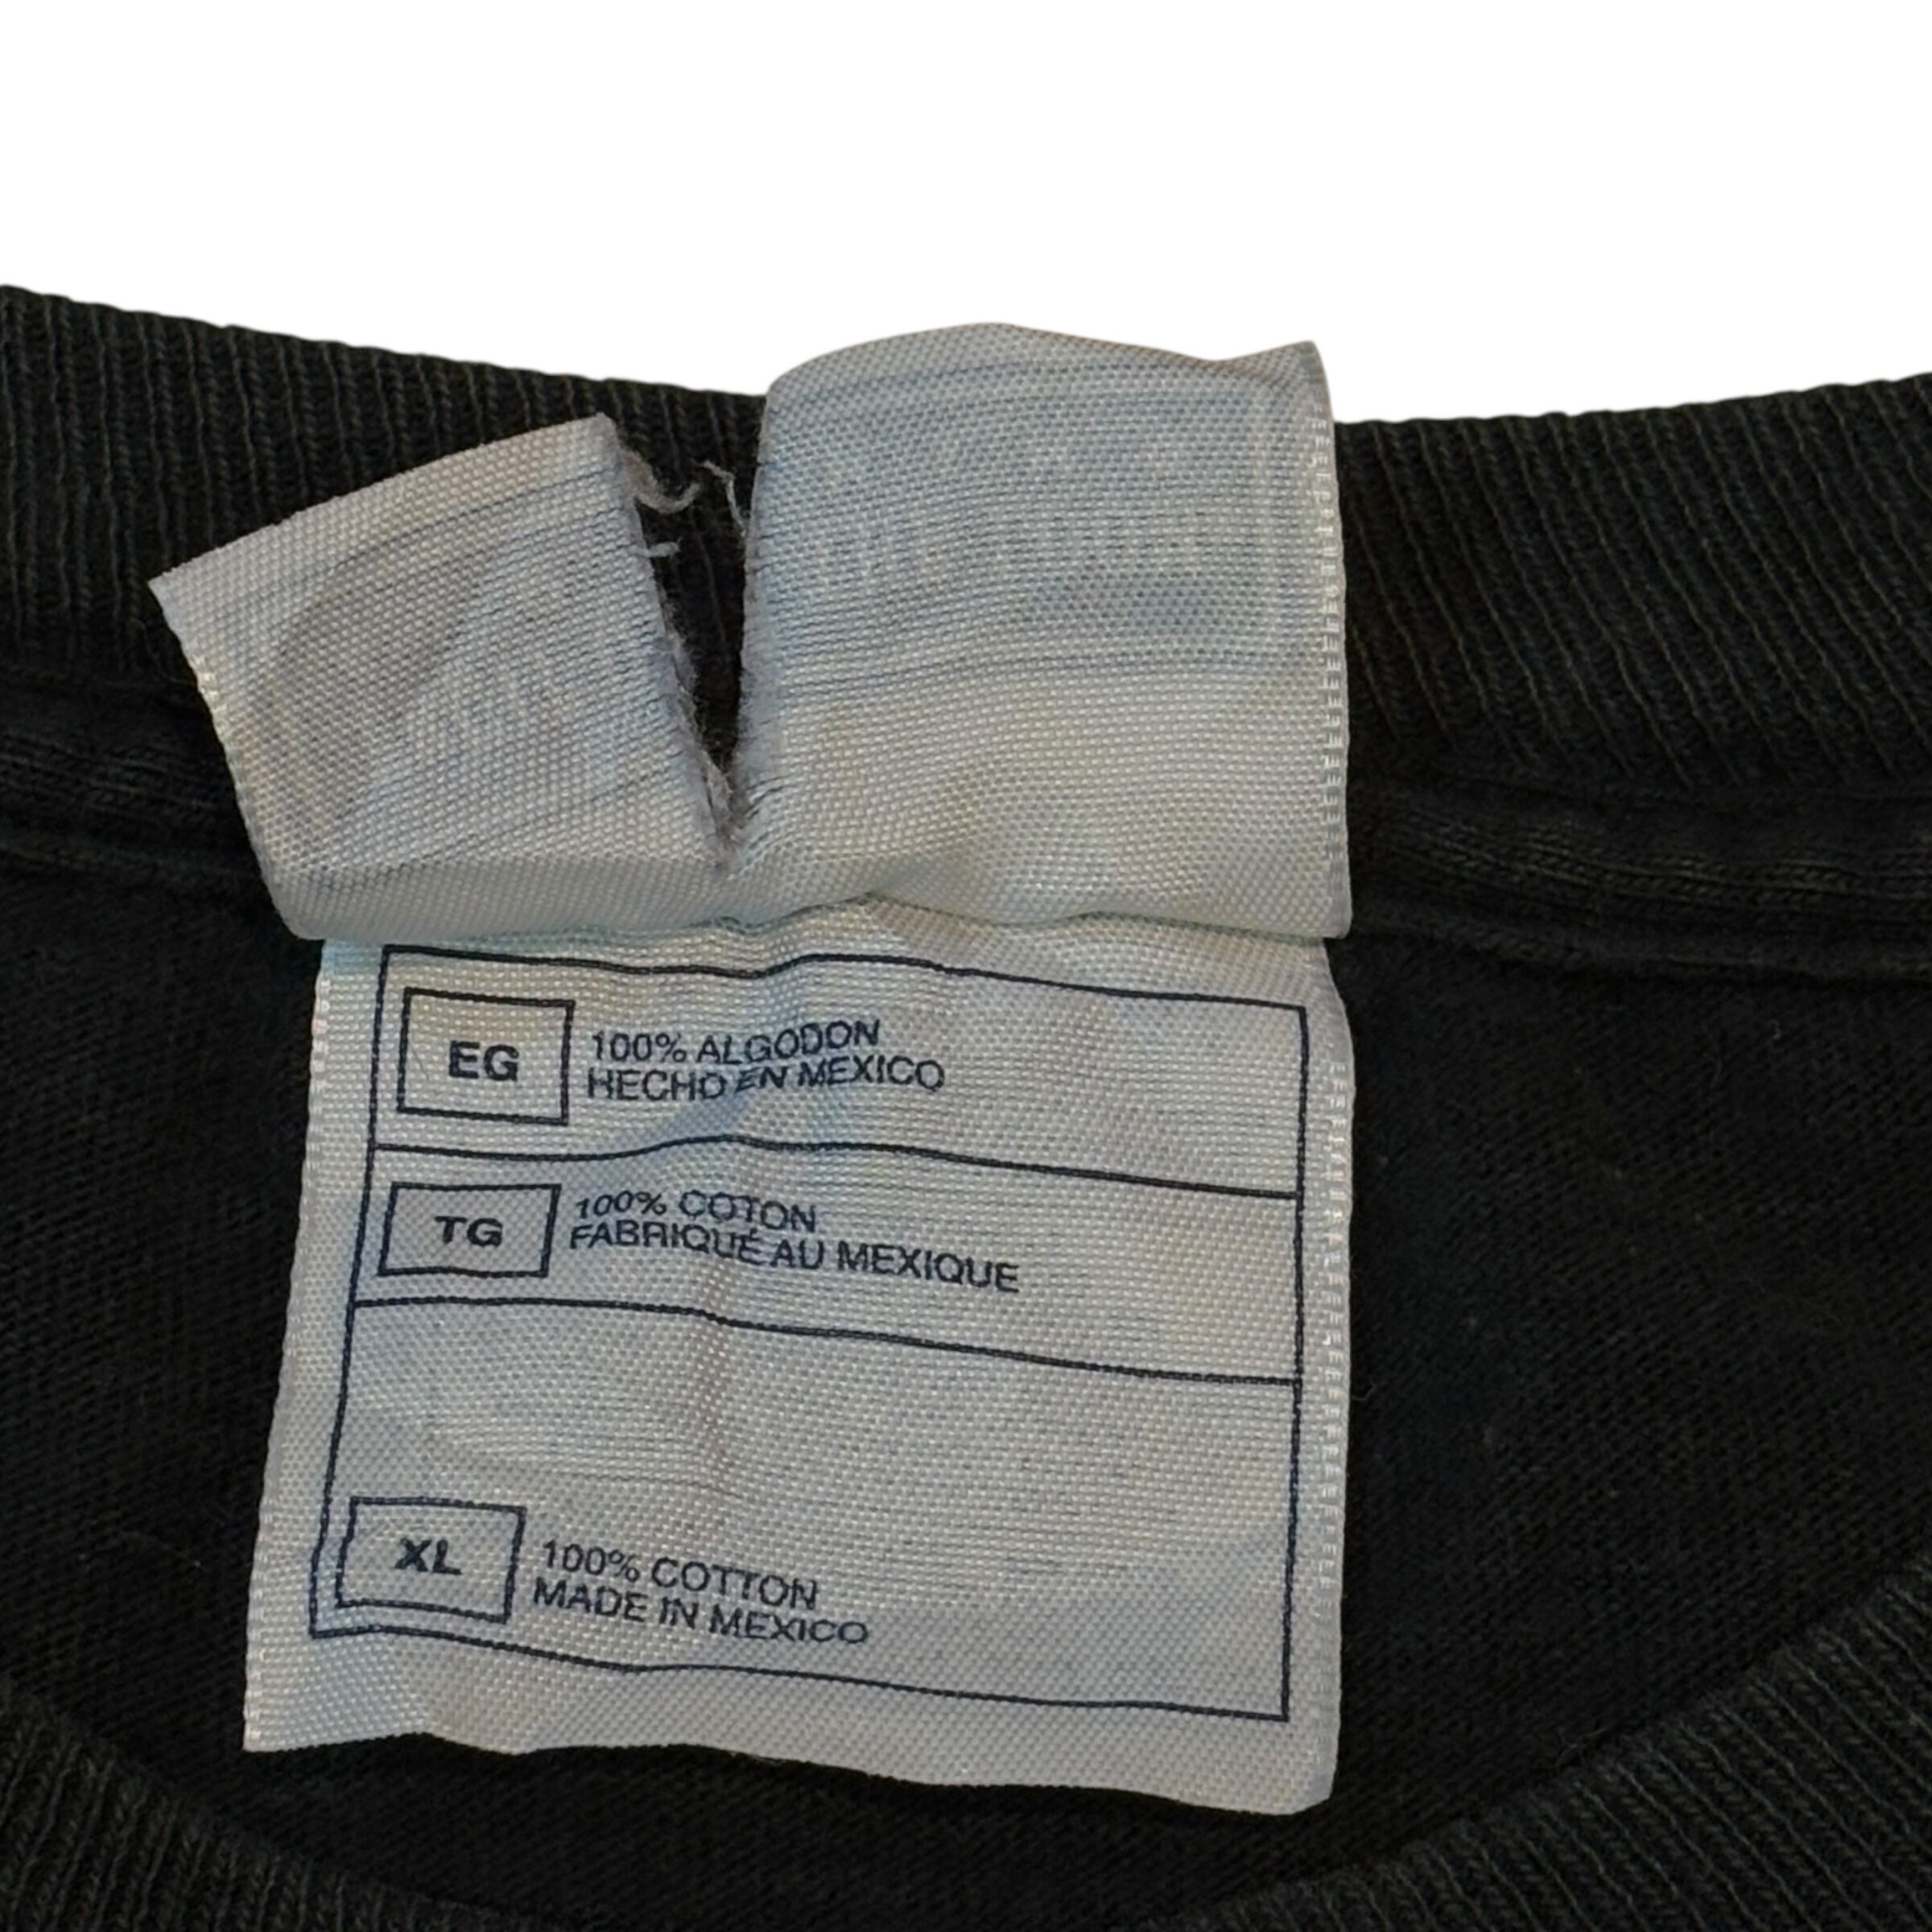 EG
100% ALGODON
HECHO EN MEXICO
TG
100% COTON
FABRIQUÉ AU MEXIQUE
XL
100% COTTON
MADE IN MEXICO